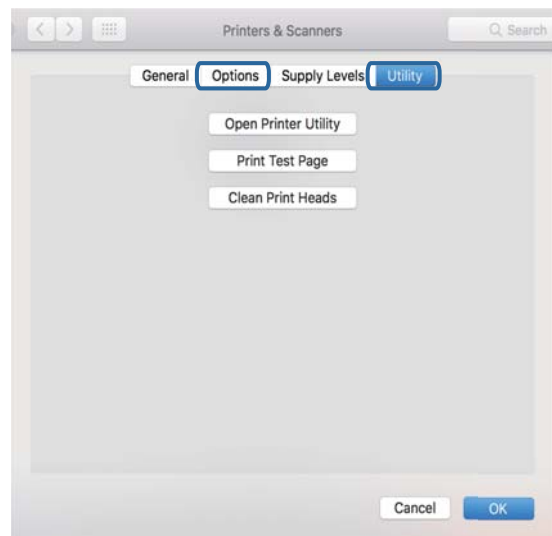 Printers & Scanners
Search
General Options Supply Levels Utility
Open Printer Utility
Print Test Page
Clean Print Heads
Cancel OK